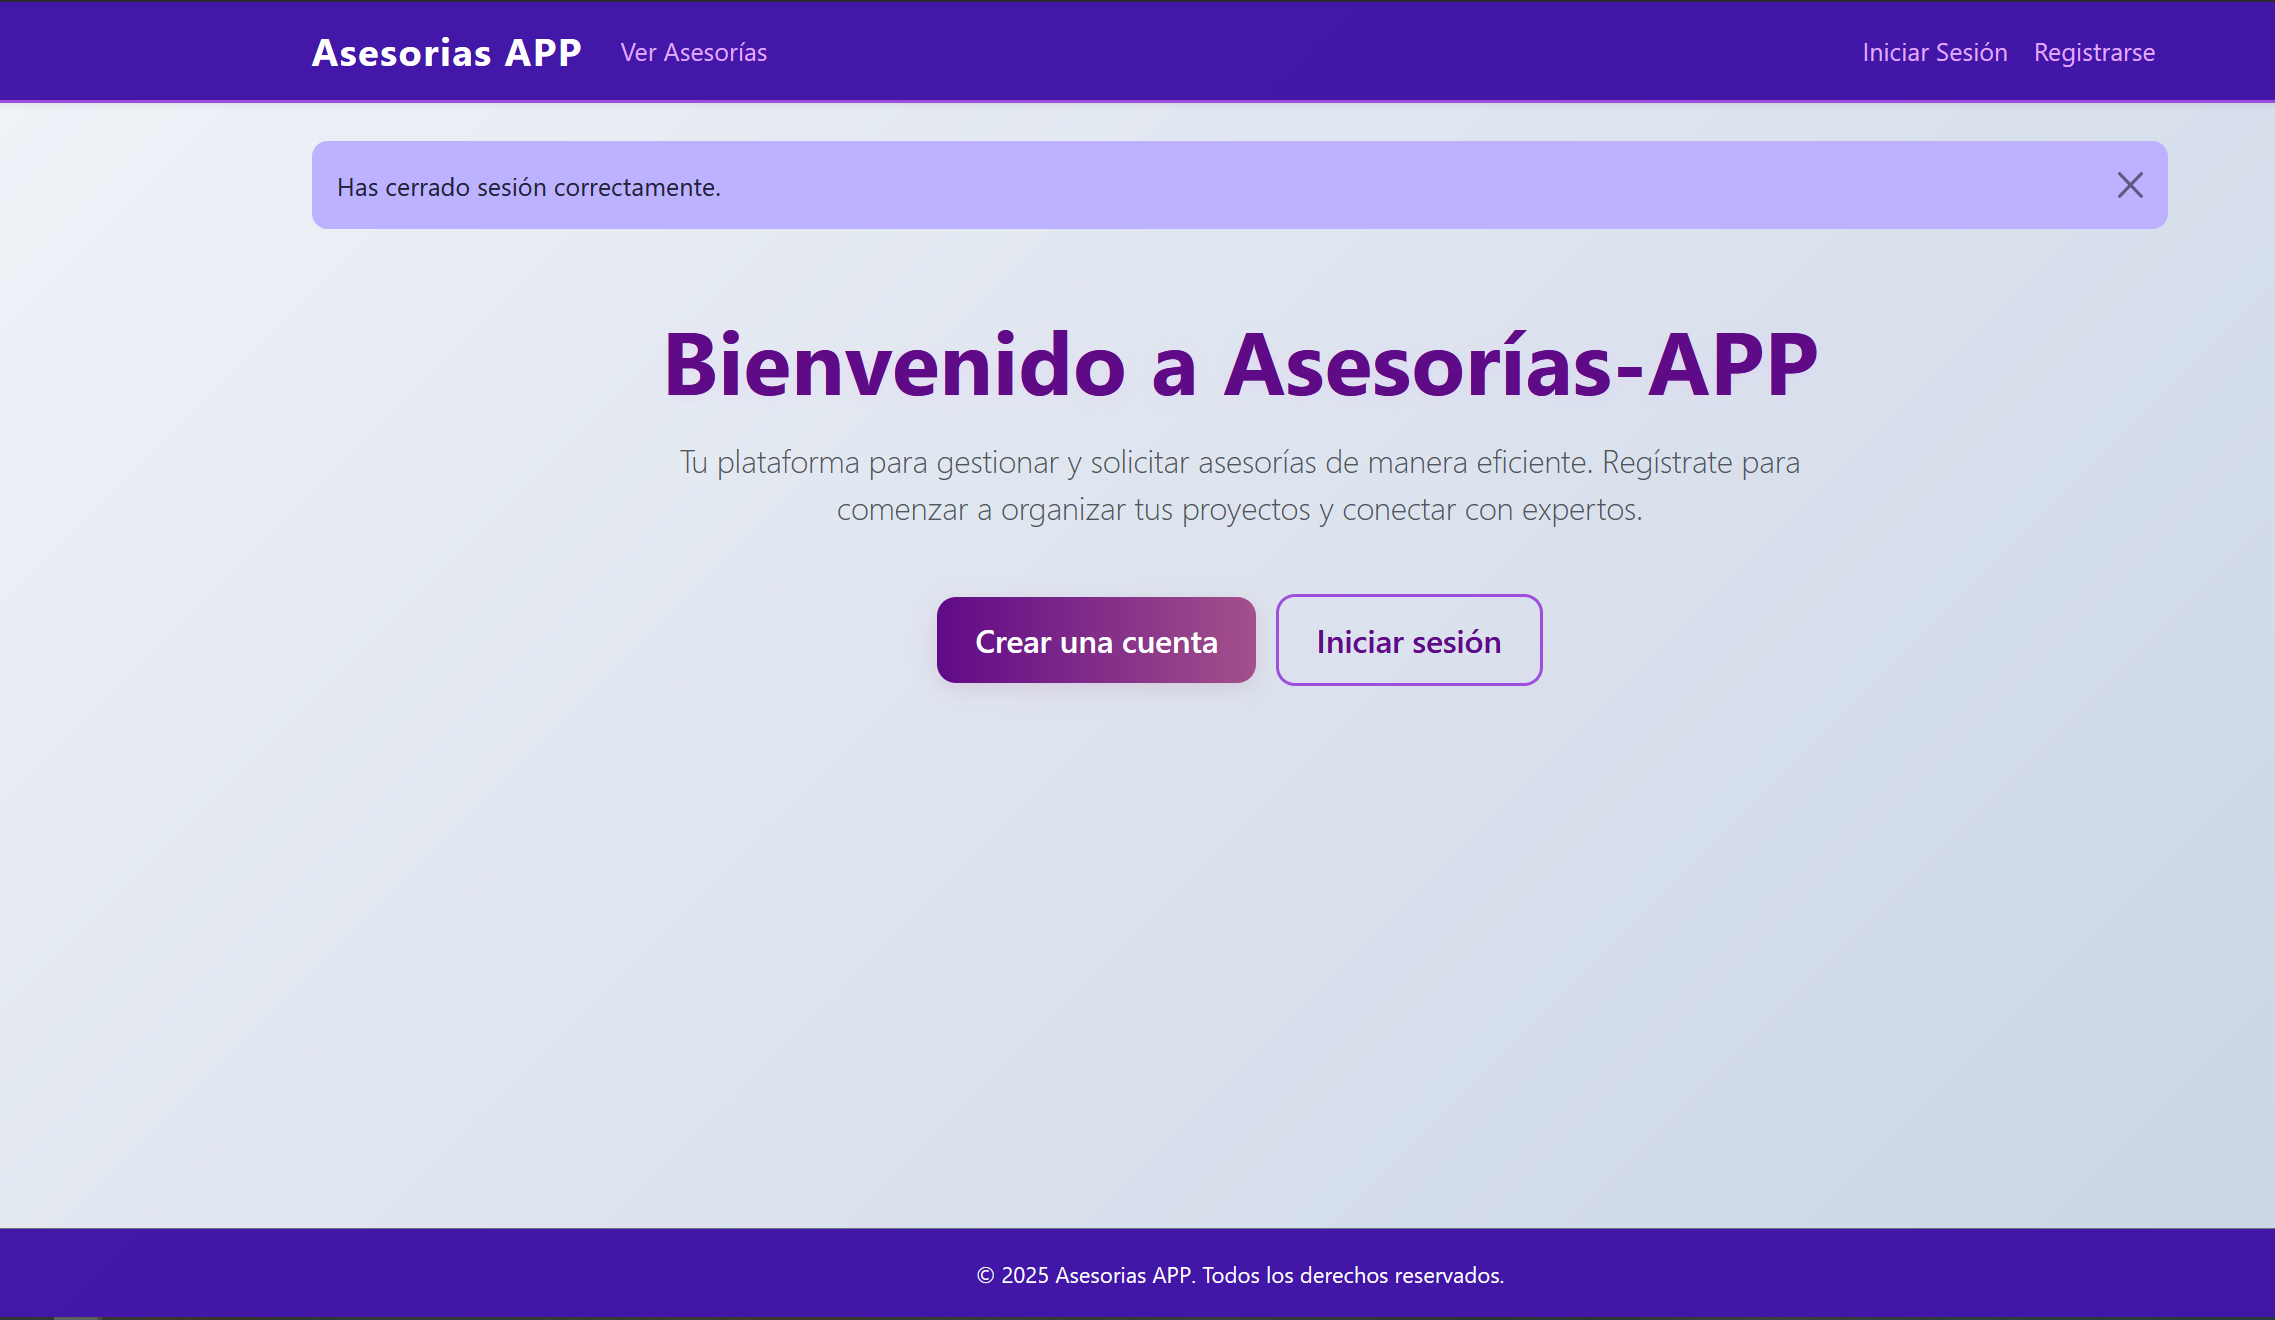 Asesorias APP Ver Asesorías Iniciar Sesión Registrarse
Has cerrado sesión correctamente.
Bienvenido a Asesorías-APP
Tu plataforma para gestionar y solicitar asesorías de manera eficiente. Regístrate para
comenzar a organizar tus proyectos y conectar con expertos.
Crear una cuenta Iniciar sesión
© 2025 Asesorias APP. Todos los derechos reservados.